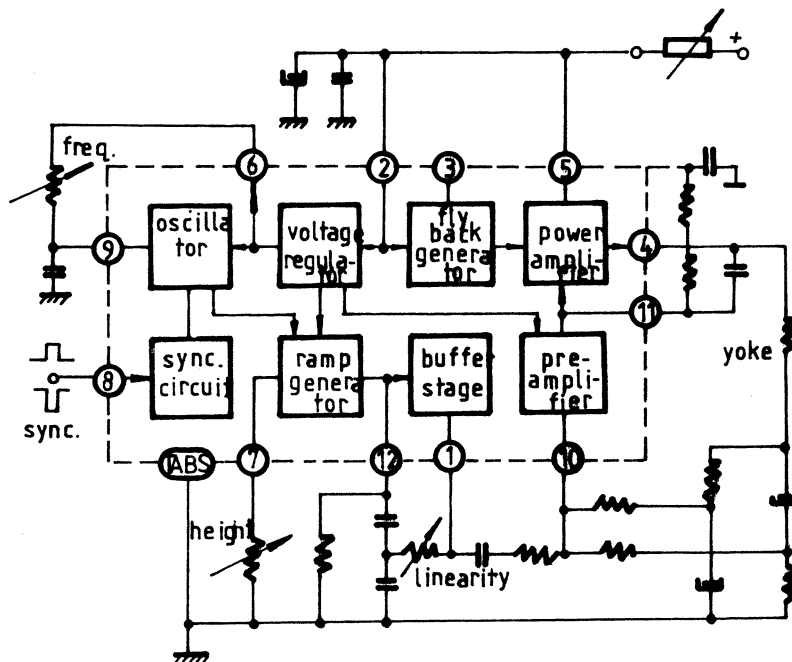 +
freq.
6
2
3
5
oscilla
tor
voltage
regula-
tor
fly
back
genera
tor
power
ampli-
fier
9
4
11
8
sync.
circuit
ramp
genera
tor
buffer
stage
pre-
ampli-
fier
yoke
sync.
TABS
7
12
1
10
height
linearity